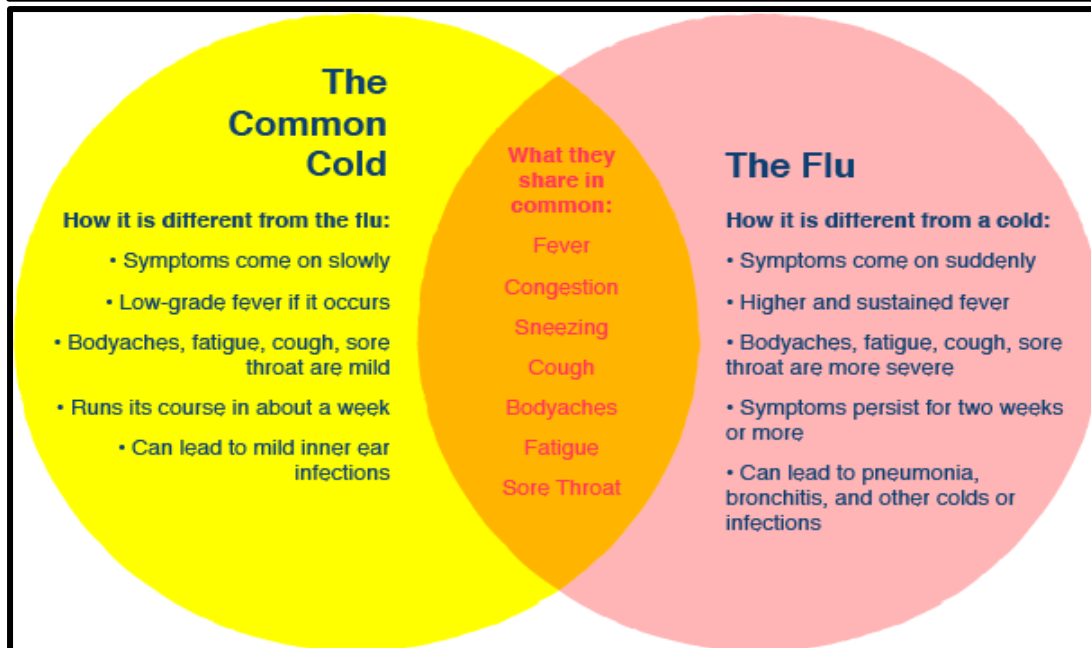 The
Common
Cold
How it is different from the flu:
• Symptoms come on slowly
• Low-grade fever if it occurs
• Bodyaches, fatigue, cough, sore
throat are mild
• Runs its course in about a week
• Can lead to mild inner ear
infections
What they
share in
common:
Fever
Congestion
Sneezing
Cough
Bodyaches
Fatigue
Sore Throat
The Flu
How it is different from a cold:
• Symptoms come on suddenly
• Higher and sustained fever
• Bodyaches, fatigue, cough, sore
throat are more severe
• Symptoms persist for two weeks
or more
• Can lead to pneumonia,
bronchitis, and other colds or
infections